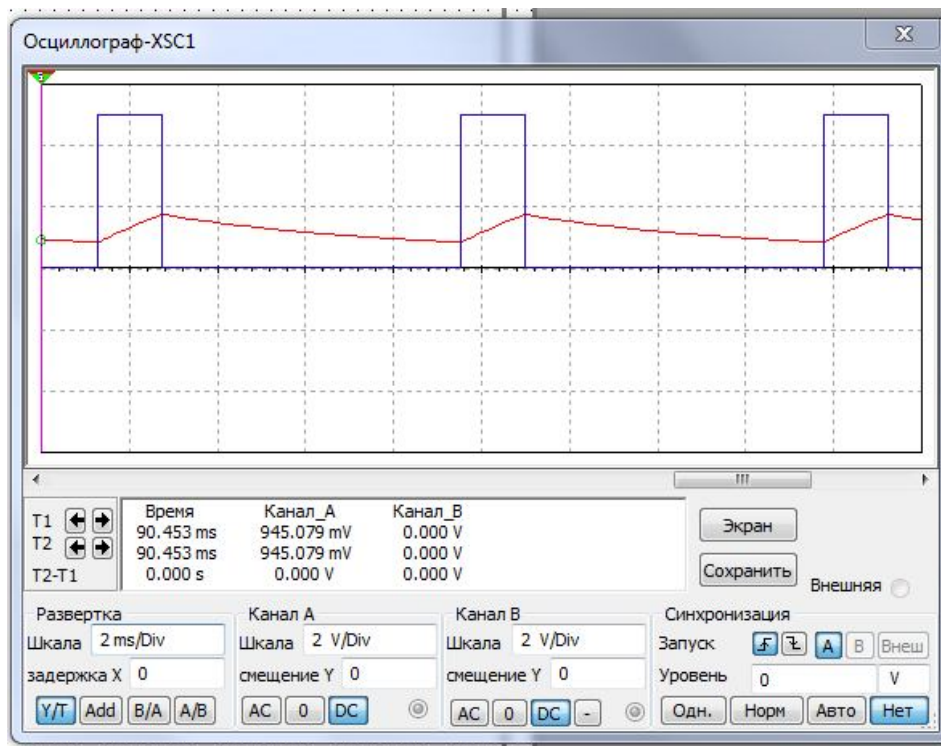 Осциллограф-XSC1
Время Канал_A Канал_B
T1 90.453 ms 945.079 mV 0.000 V
T2 90.453 ms 945.079 mV 0.000 V
T2-T1 0.000 s 0.000 V 0.000 V
Экран
Сохранить
Внешняя
Развертка
Шкала 2 ms/Div
задержка X 0
Y/T Add B/A A/B
Канал A
Шкала 2 V/Div
смещение Y 0
AC 0 DC
Канал B
Шкала 2 V/Div
смещение Y 0
AC 0 DC -
Синхронизация
Запуск A B Внеш
Уровень 0 V
Одн. Норм Авто Нет